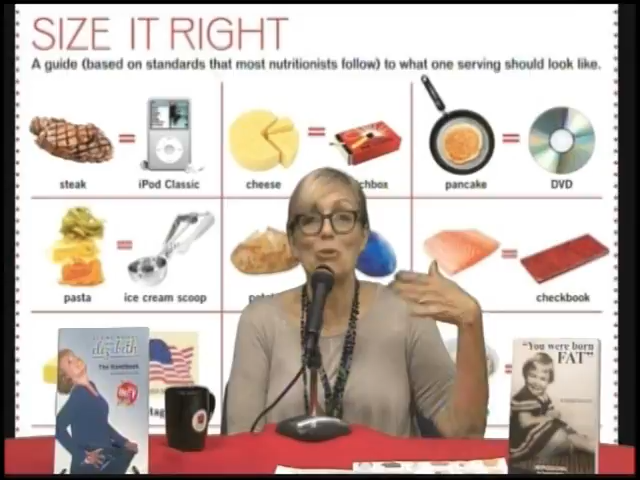 SIZE IT RIGHT
A guide (based on standards that most nutritionists follow) to what one serving should look like.
steak = iPod Classic
cheese = chbox
pancake = DVD
pasta = ice cream scoop
=
checkbook
The Handbook
"You were born
FAT"